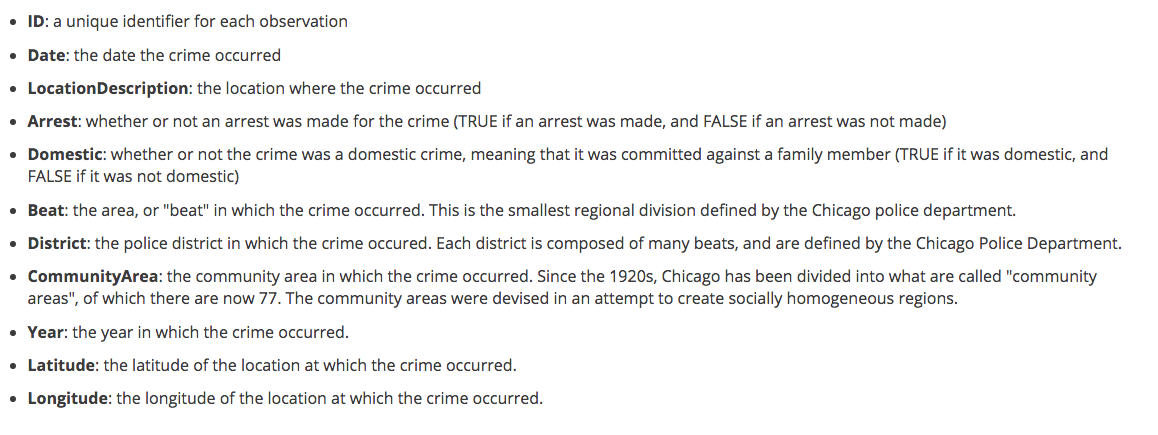 • ID: a unique identifier for each observation
• Date: the date the crime occurred
• LocationDescription: the location where the crime occurred
• Arrest: whether or not an arrest was made for the crime (TRUE if an arrest was made, and FALSE if an arrest was not made)
• Domestic: whether or not the crime was a domestic crime, meaning that it was committed against a family member (TRUE if it was domestic, and
FALSE if it was not domestic)
• Beat: the area, or "beat" in which the crime occurred. This is the smallest regional division defined by the Chicago police department.
• District: the police district in which the crime occured. Each district is composed of many beats, and are defined by the Chicago Police Department.
• CommunityArea: the community area in which the crime occurred. Since the 1920s, Chicago has been divided into what are called "community
areas", of which there are now 77. The community areas were devised in an attempt to create socially homogeneous regions.
• Year: the year in which the crime occurred.
• Latitude: the latitude of the location at which the crime occurred.
• Longitude: the longitude of the location at which the crime occurred.